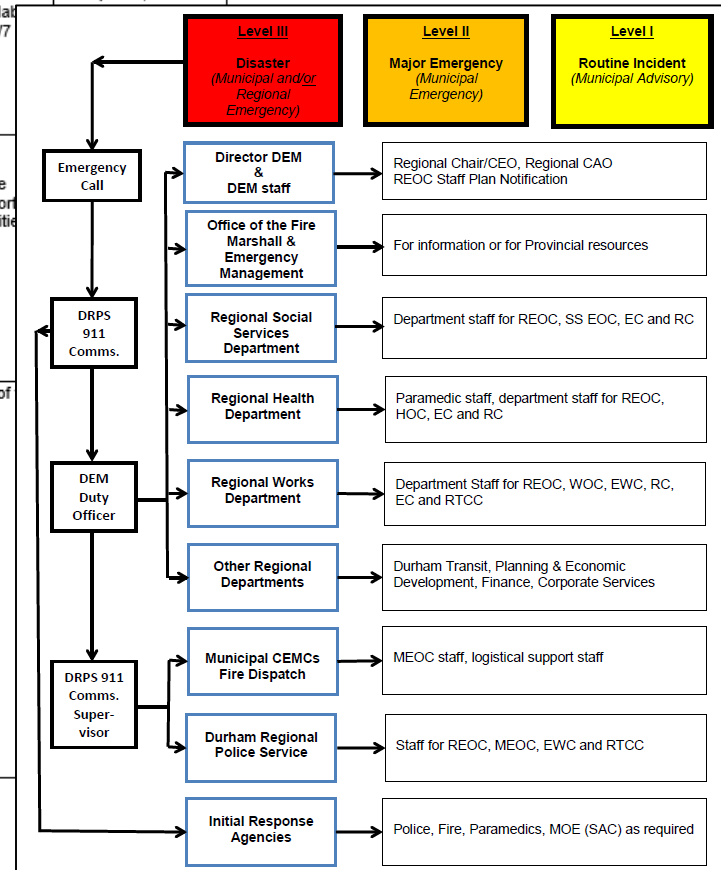 lab
/7
e
ort
itie
of
Level III
Disaster
(Municipal and/or
Regional
Emergency)
Level II
Major Emergency
(Municipal
Emergency)
Level I
Routine Incident
(Municipal Advisory)
Emergency
Call
DRPS
911
Comms.
DEM
Duty
Officer
DRPS 911
Comms.
Super-
visor
Director DEM
&
DEM staff
Regional Chair/CEO, Regional CAO
REOC Staff Plan Notification
Office of the Fire
Marshall &
Emergency
Management
For information or for Provincial resources
Regional Social
Services
Department
Department staff for REOC, SS EOC, EC and RC
Regional Health
Department
Paramedic staff, department staff for REOC,
HOC, EC and RC
Regional Works
Department
Department Staff for REOC, WOC, EWC, RC,
EC and RTCC
Other Regional
Departments
Durham Transit, Planning & Economic
Development, Finance, Corporate Services
Municipal CEMCs
Fire Dispatch
MEOC staff, logistical support staff
Durham Regional
Police Service
Staff for REOC, MEOC, EWC and RTCC
Initial Response
Agencies
Police, Fire, Paramedics, MOE (SAC) as required